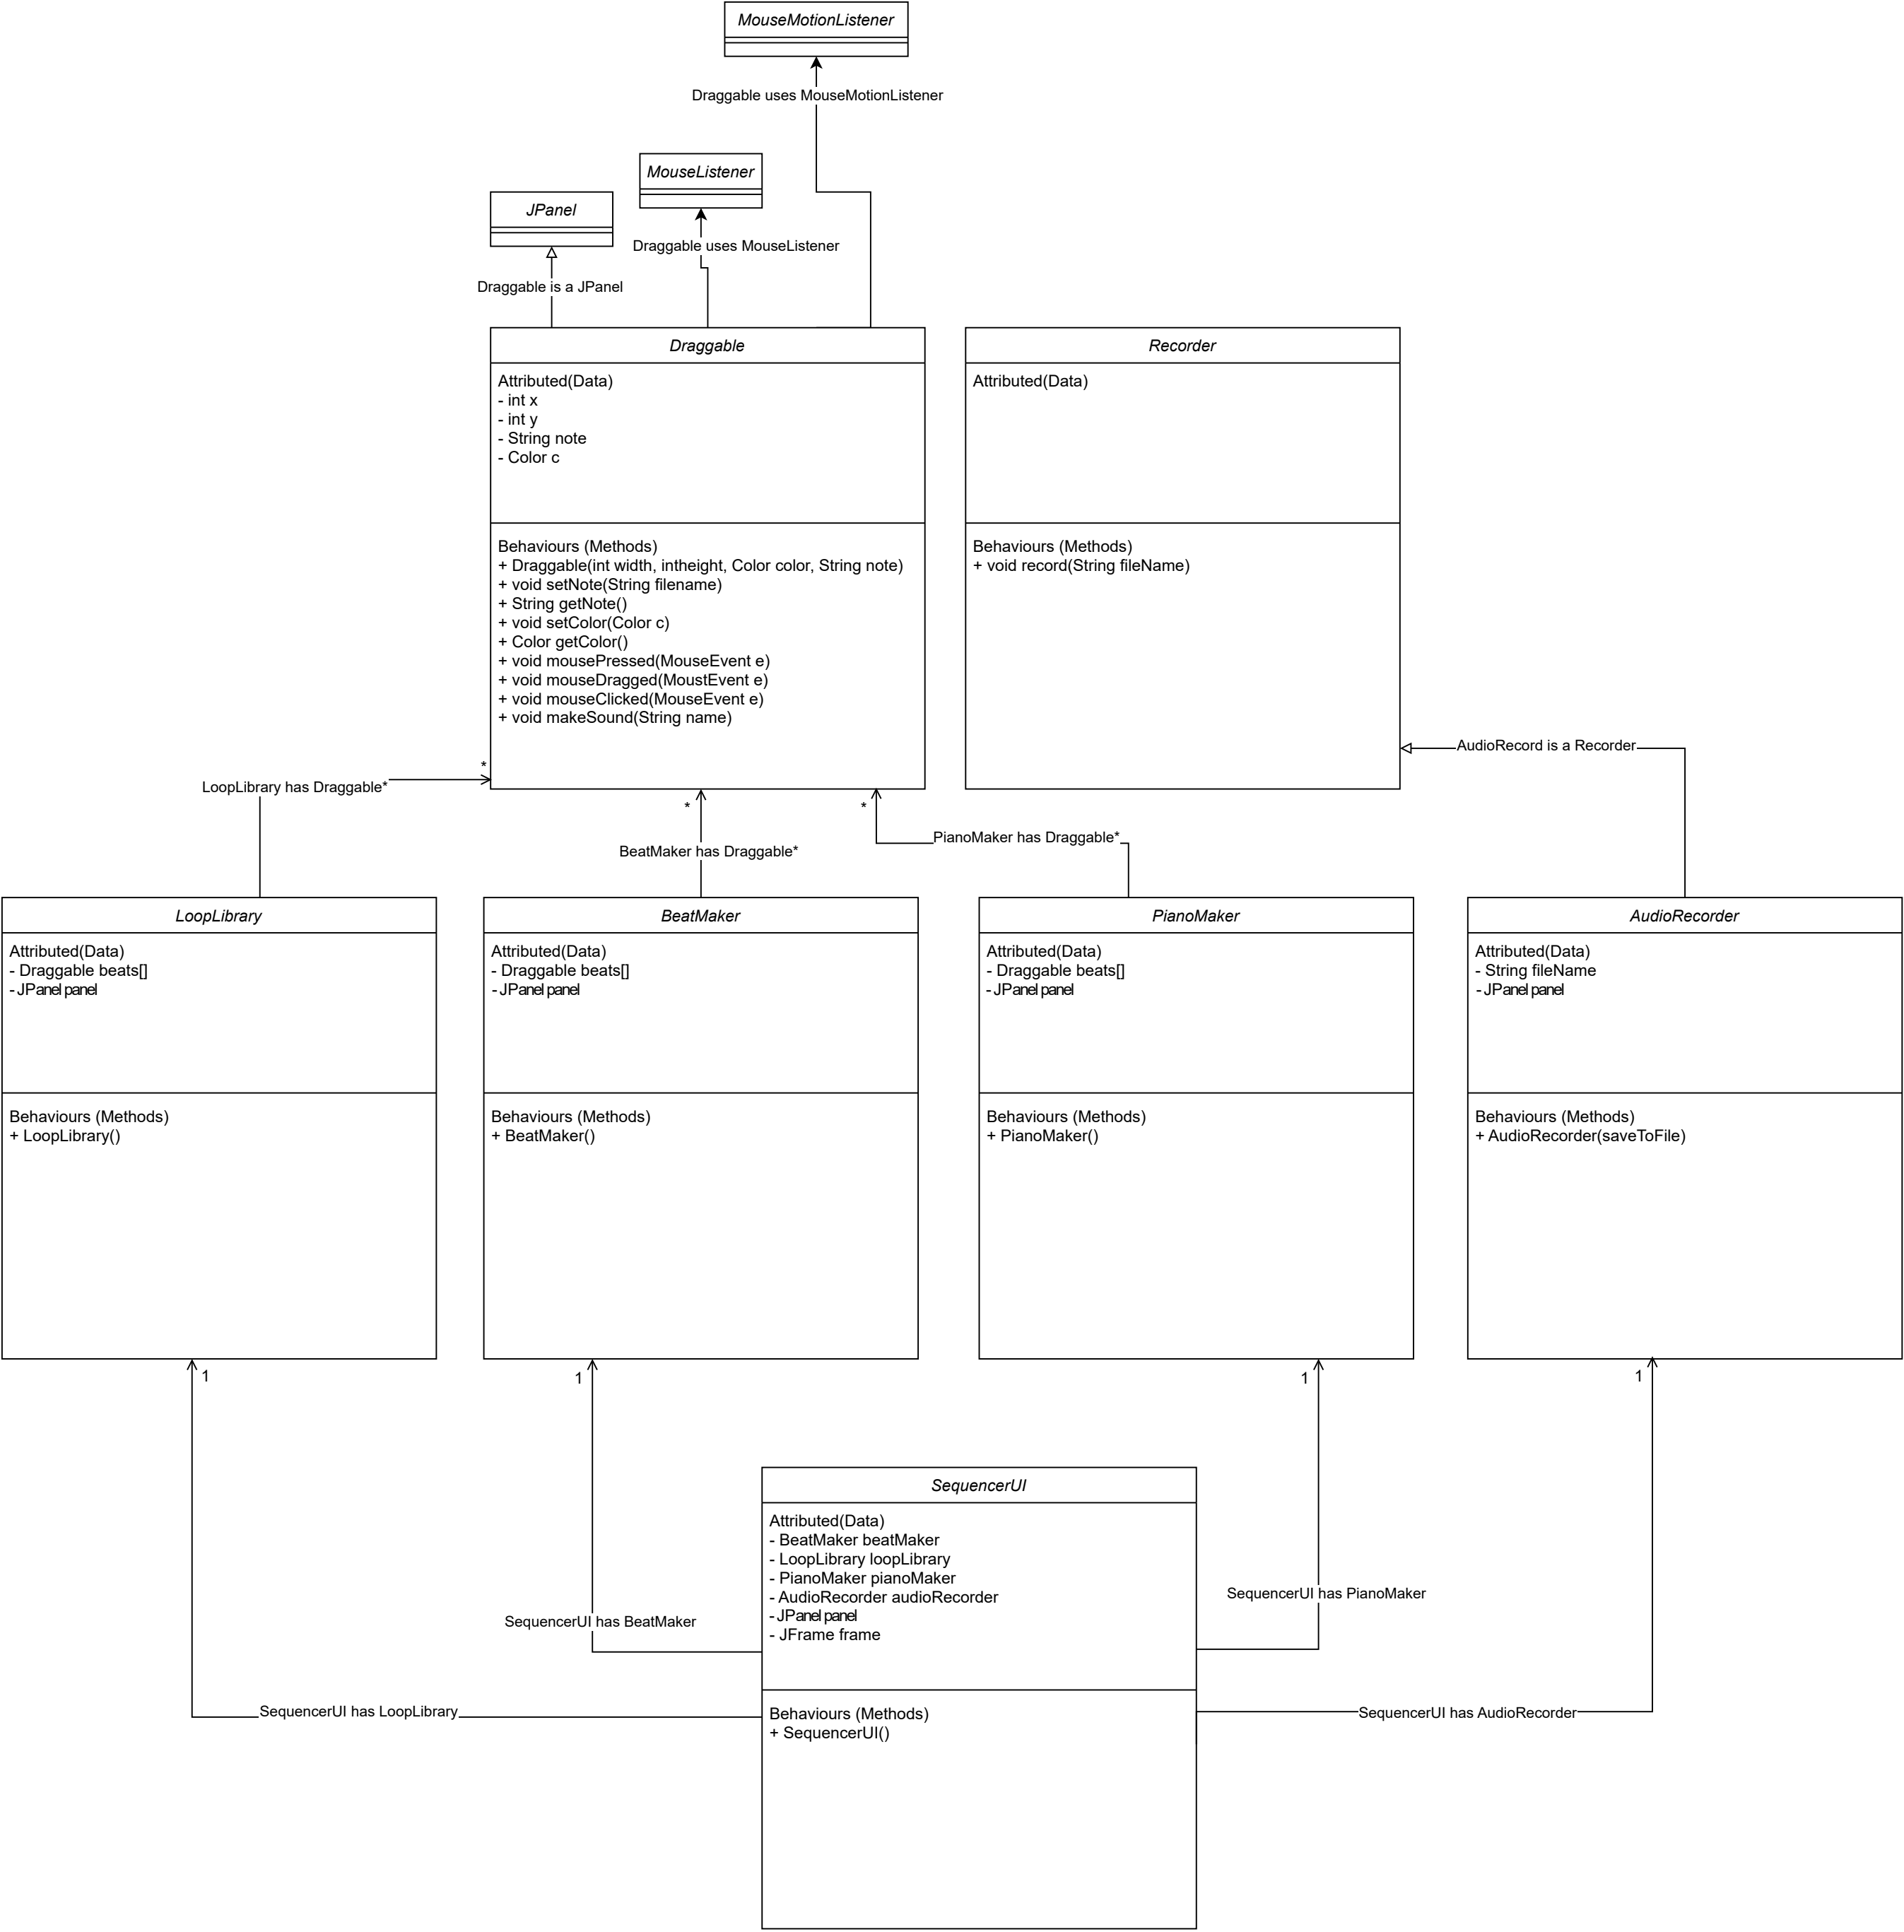 MouseMotionListener
Draggable uses MouseMotionListener
MouseListener
JPanel
Draggable uses MouseListener
Draggable is a JPanel
Draggable
Attributed(Data)
- int x
- int y
- String note
- Color c
Behaviours (Methods)
+ Draggable(int width, intheight, Color color, String note)
+ void setNote(String filename)
+ String getNote()
+ void setColor(Color c)
+ Color getColor()
+ void mousePressed(MouseEvent e)
+ void mouseDragged(MoustEvent e)
+ void mouseClicked(MouseEvent e)
+ void makeSound(String name)
Recorder
Attributed(Data)
Behaviours (Methods)
+ void record(String fileName)
AudioRecord is a Recorder
*
LoopLibrary has Draggable*
*
BeatMaker has Draggable*
*
PianoMaker has Draggable*
LoopLibrary
Attributed(Data)
- Draggable beats[]
- JPanel panel
Behaviours (Methods)
+ LoopLibrary()
BeatMaker
Attributed(Data)
- Draggable beats[]
- JPanel panel
Behaviours (Methods)
+ BeatMaker()
PianoMaker
Attributed(Data)
- Draggable beats[]
- JPanel panel
Behaviours (Methods)
+ PianoMaker()
AudioRecorder
Attributed(Data)
- String fileName
- JPanel panel
Behaviours (Methods)
+ AudioRecorder(saveToFile)
1
1
1
1
SequencerUI
Attributed(Data)
- BeatMaker beatMaker
- LoopLibrary loopLibrary
- PianoMaker pianoMaker
- AudioRecorder audioRecorder
- JPanel panel
- JFrame frame
Behaviours (Methods)
+ SequencerUI()
SequencerUI has BeatMaker
SequencerUI has PianoMaker
SequencerUI has LoopLibrary
SequencerUI has AudioRecorder